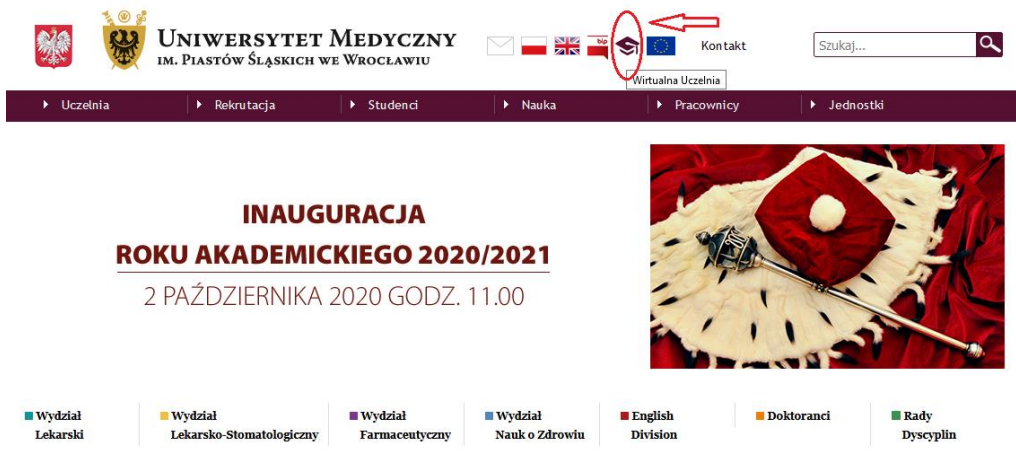 UNIWERSYTET MEDYCZNY
IM. PIASTÓW ŚLĄSKICH WE WROCŁAWIU
bip
Kontakt
Szukaj...
Wirtualna Uczelnia
Uczelnia
Rekrutacja
Studenci
Nauka
Pracownicy
Jednostki
INAUGURACJA
ROKU AKADEMICKIEGO 2020/2021
2 PAŹDZIERNIKA 2020 GODZ. 11.00
Wydział
Lekarski
Wydział
Lekarsko-Stomatologiczny
Wydział
Farmaceutyczny
Wydział
Nauk o Zdrowiu
English
Division
Doktoranci
Rady
Dyscyplin